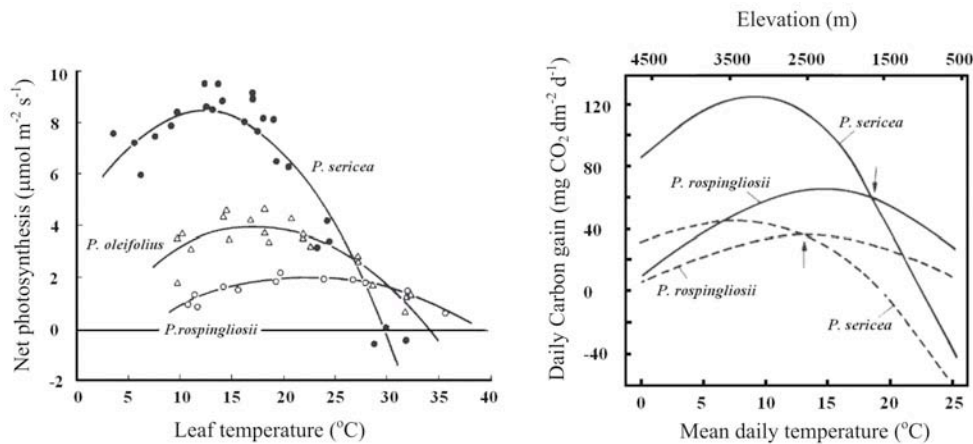 Net photosynthesis (μmol m⁻² s⁻¹)
10
8
6
4
2
0
-2
P. sericea
P. oleifolius
P.rospingliosii
0 5 10 15 20 25 30 35 40
Leaf temperature (°C)
Elevation (m)
4500 3500 2500 1500 500
Daily Carbon gain (mg CO₂ dm⁻² d⁻¹)
120
80
60
40
0
-40
P. sericea
P. rospingliosii
P. rospingliosii
P. sericea
0 5 10 15 20 25
Mean daily temperature (°C)